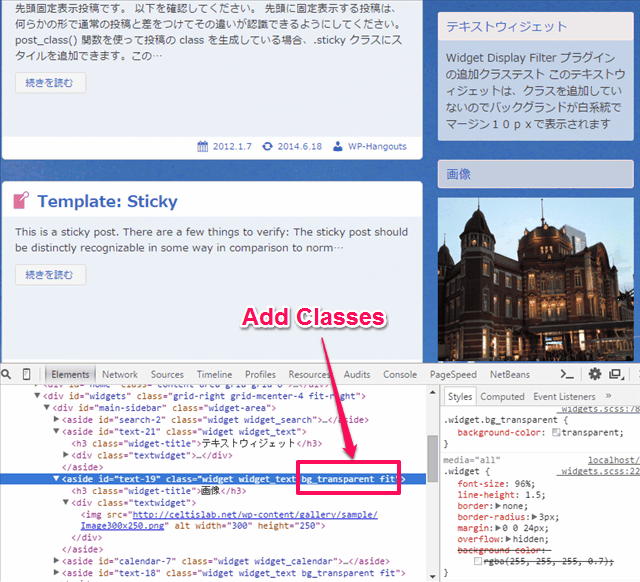 先頭固定表示投稿です。 以下を確認してください。 先頭に固定表示する投稿は、
何らかの形で通常の投稿と差をつけてその違いが認識できるようにしてください。
post_class() 関数を使って投稿の class を生成している場合、.sticky クラスにス
タイルを追加できます。この…
続きを読む
2012.1.7 2014.6.18 WP-Hangouts
Template: Sticky
This is a sticky post. There are a few things to verify: The sticky post should
be distinctly recognizable in some way in comparison to norm…
続きを読む
テキストウィジェット
Widget Display Filter プラグイン
の追加クラステスト このテキストウ
ィジェットは、クラスを追加してい
ないのでバックグランドが白系統で
マージン１０ｐｘで表示されます
画像
Add Classes
Elements Network Sources Timeline Profiles Resources Audits Console PageSpeed NetBeans
<div id="home" class="content-area grid grid-8 ">…</div>
<div id="widgets" class="grid-right grid-mcenter-4 fit-right">
<div id="main-sidebar" class="widget-area">
<aside id="search-2" class="widget widget_search">…</aside>
<aside id="text-21" class="widget widget_text">
<h3 class="widget-title">テキストウィジェット</h3>
<div class="textwidget">…</div>
</aside>
<aside id="text-19" class="widget widget_text bg_transparent fit">
<h3 class="widget-title">画像</h3>
<div class="textwidget">
<img src="http://celtislab.net/wp-content/gallery/sample/
Image300x250.png" alt width="300" height="250">
</div>
</aside>
<aside id="calendar-7" class="widget widget_calendar">…</aside>
<aside id="text-18" class="widget widget_text bg_transparent fit">
Styles Computed Event Listeners »
_widgets.scss:78
.widget.bg_transparent {
background-color: transparent;
}
media="all" localhost/
.widget { _widgets.scss:22
font-size: 96%;
line-height: 1.5;
border: none;
border-radius: 3px;
margin: 0 0 24px;
overflow: hidden;
background-color:
rgba(255, 255, 255, 0.7);